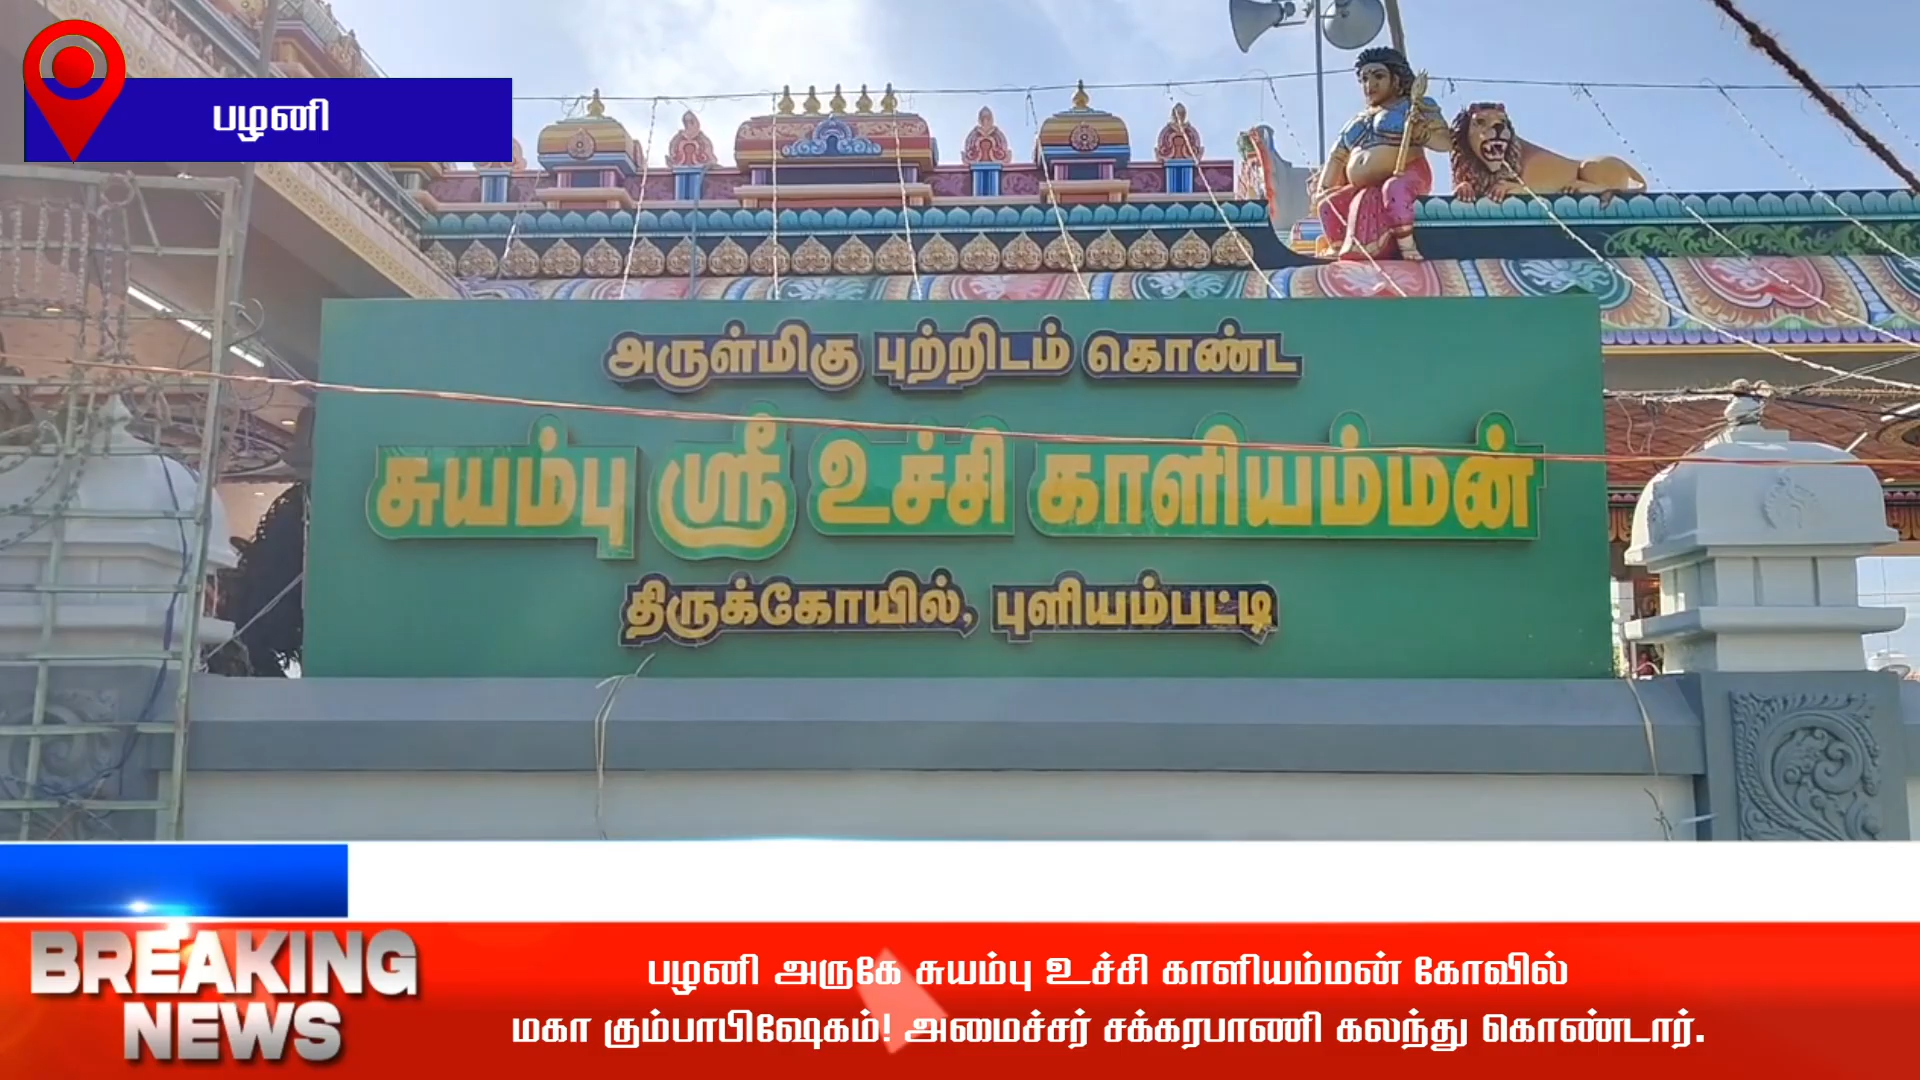 பழனி
அருள்மிகு புற்றிடம் கொண்ட
சுயம்பு ஸ்ரீ உச்சி காளியம்மன்
திருக்கோயில், புளியம்பட்டி
BREAKING
NEWS
பழனி அருகே சுயம்பு உச்சி காளியம்மன் கோவில்
மகா கும்பாபிஷேகம்! அமைச்சர் சக்கரபாணி கலந்து கொண்டார்.